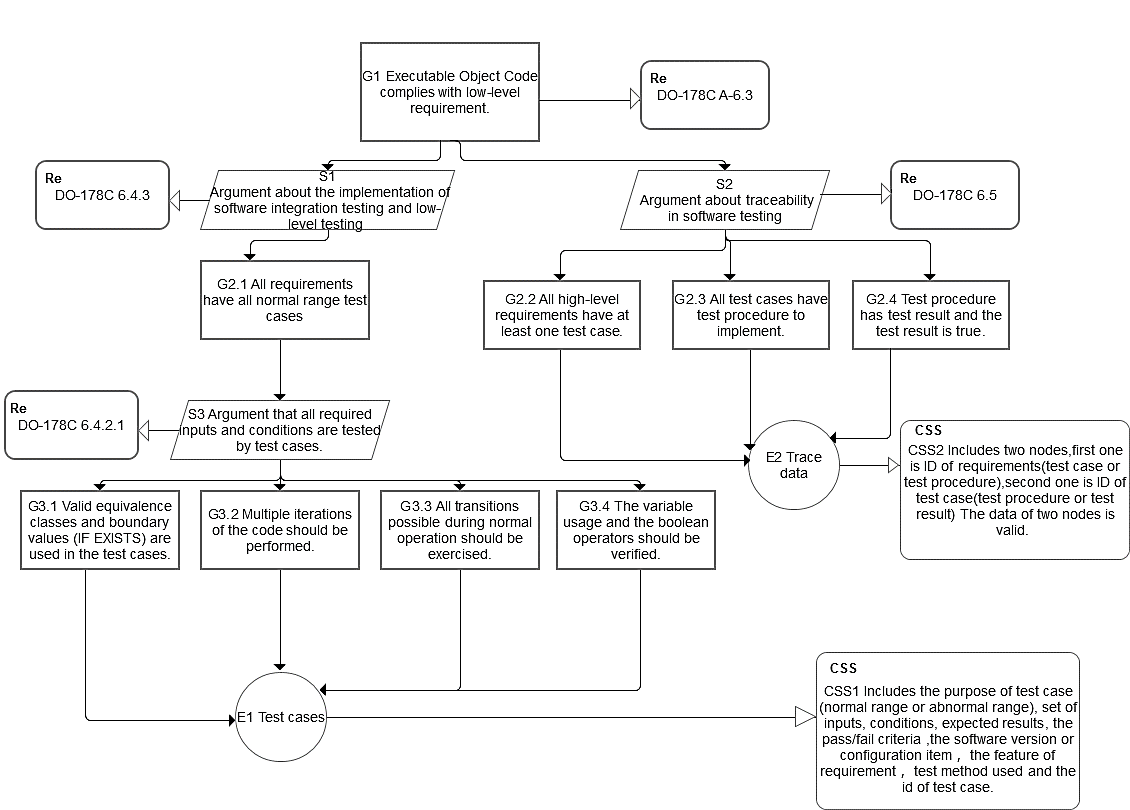 G1 Executable Object Code
complies with low-level
requirement.
Re
DO-178C A-6.3
Re
DO-178C 6.4.3
S1
Argument about the implementation of
software integration testing and low-
level testing
S2
Argument about traceability
in software testing
Re
DO-178C 6.5
G2.1 All requirements
have all normal range test
cases
G2.2 All high-level
requirements have at
least one test case.
G2.3 All test cases have
test procedure to
implement.
G2.4 Test procedure
has test result and the
test result is true.
Re
DO-178C 6.4.2.1
S3 Argument that all required
inputs and conditions are tested
by test cases.
E2 Trace
data
CSS
CSS2 Includes two nodes,first one
is ID of requirements(test case or
test procedure),second one is ID of
test case(test procedure or test
result) The data of two nodes is
valid.
G3.1 Valid equivalence
classes and boundary
values (IF EXISTS) are
used in the test cases.
G3.2 Multiple iterations
of the code should be
performed.
G3.3 All transitions
possible during normal
operation should be
exercised.
G3.4 The variable
usage and the boolean
operators should be
verified.
E1 Test cases
CSS
CSS1 Includes the purpose of test case
(normal range or abnormal range), set of
inputs, conditions, expected results, the
pass/fail criteria ,the software version or
configuration item ，the feature of
requirement ，test method used and the
id of test case.